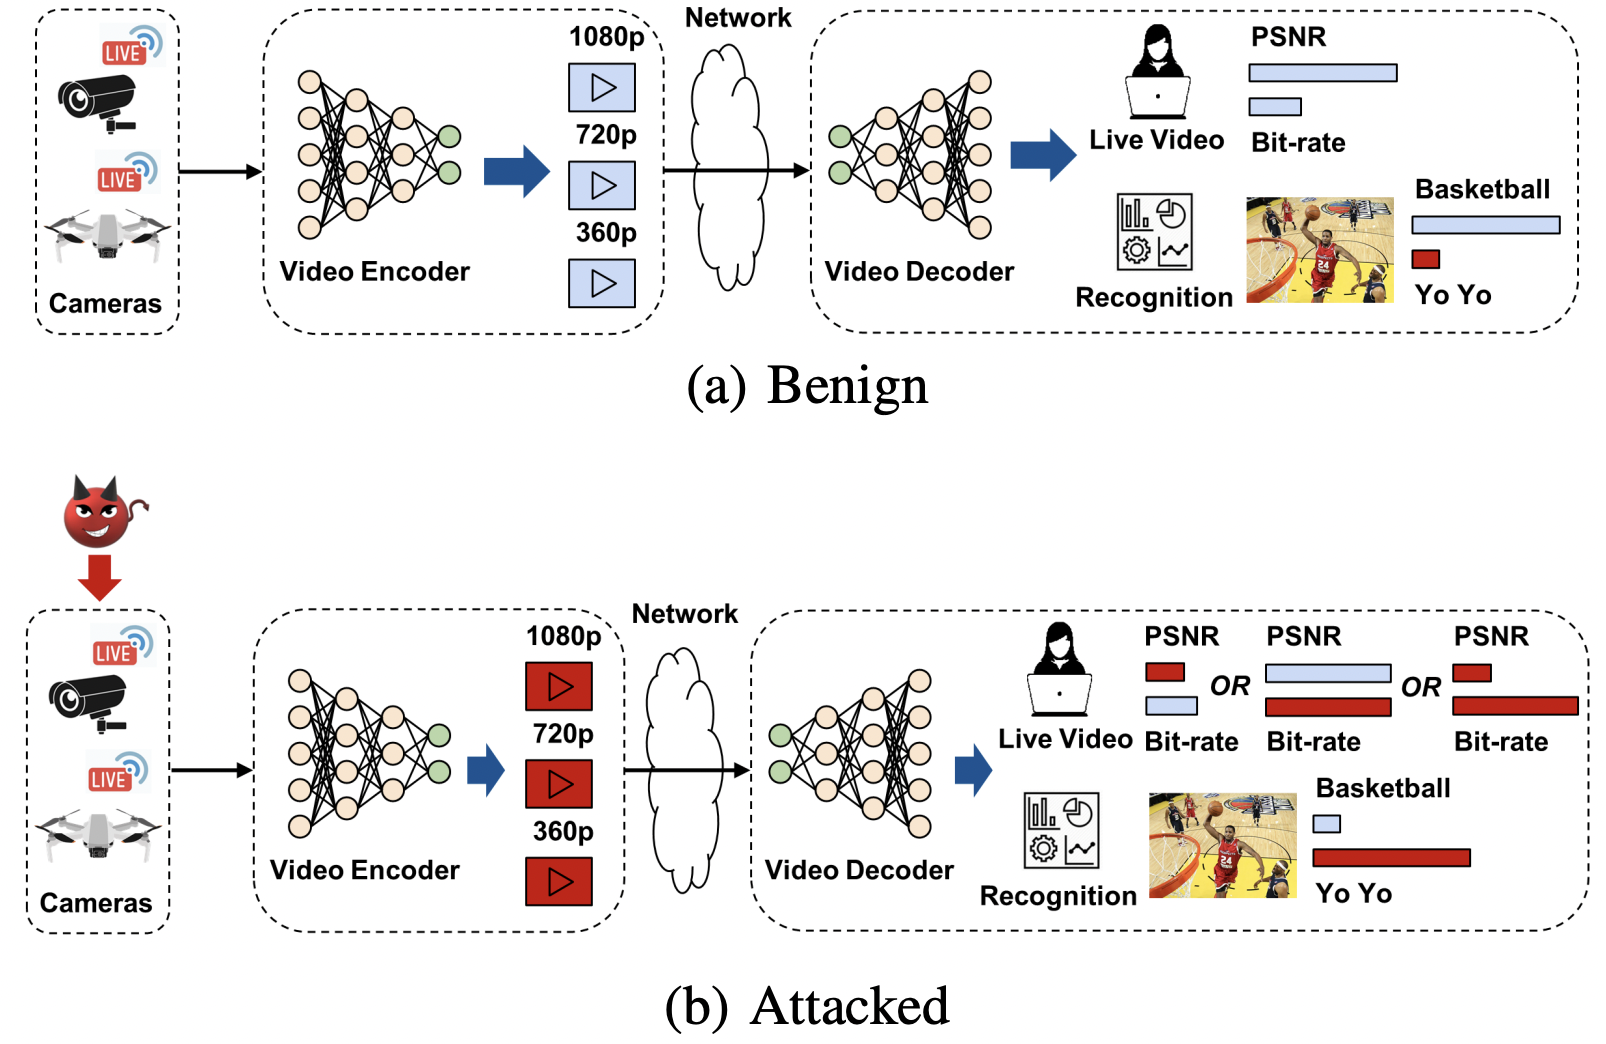 LIVE
LIVE
Cameras
Video Encoder
1080p
720p
360p
Network
Video Decoder
Live Video
PSNR
Bit-rate
Recognition
24
Basketball
Yo Yo
(a) Benign
LIVE
LIVE
Cameras
Video Encoder
1080p
720p
360p
Network
Video Decoder
Live Video
PSNR
Bit-rate
OR
PSNR
Bit-rate
OR
PSNR
Bit-rate
Recognition
24
Basketball
Yo Yo
(b) Attacked